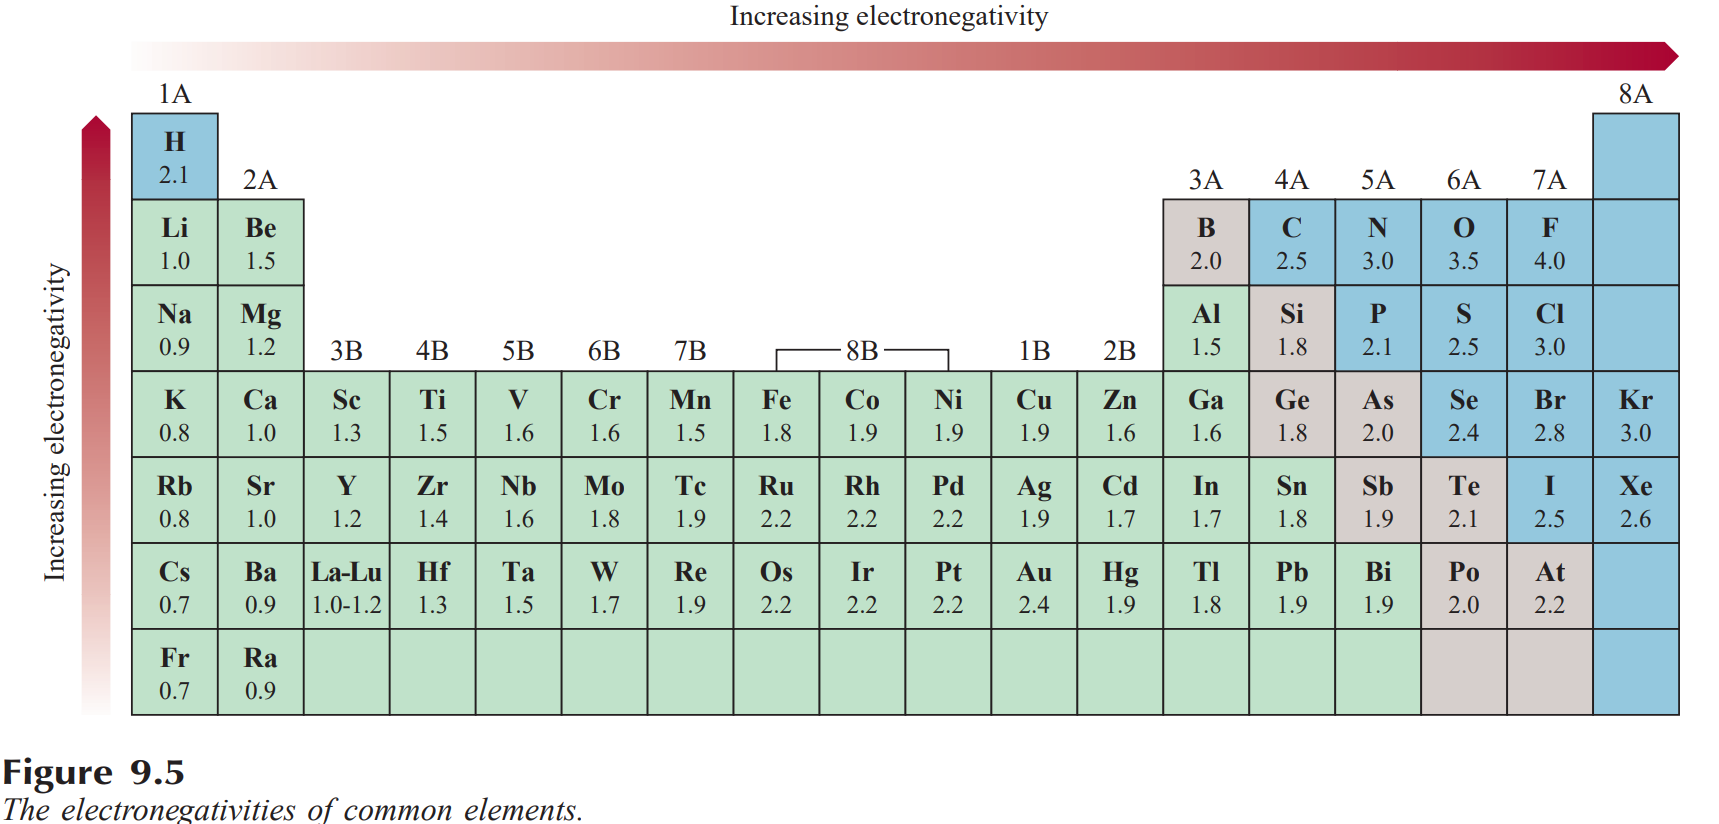 Increasing electronegativity
1A 8A
H
2.1
2A 3A 4A 5A 6A 7A
Li Be B C N O F
1.0 1.5 2.0 2.5 3.0 3.5 4.0
Na Mg Al Si P S Cl
0.9 1.2 1.5 1.8 2.1 2.5 3.0
3B 4B 5B 6B 7B 8B 1B 2B
K Ca Sc Ti V Cr Mn Fe Co Ni Cu Zn Ga Ge As Se Br Kr
0.8 1.0 1.3 1.5 1.6 1.6 1.5 1.8 1.9 1.9 1.9 1.6 1.6 1.8 2.0 2.4 2.8 3.0
Rb Sr Y Zr Nb Mo Tc Ru Rh Pd Ag Cd In Sn Sb Te I Xe
0.8 1.0 1.2 1.4 1.6 1.8 1.9 2.2 2.2 2.2 1.9 1.7 1.7 1.8 1.9 2.1 2.5 2.6
Cs Ba La-Lu Hf Ta W Re Os Ir Pt Au Hg Tl Pb Bi Po At
0.7 0.9 1.0-1.2 1.3 1.5 1.7 1.9 2.2 2.2 2.2 2.4 1.9 1.8 1.9 1.9 2.0 2.2
Fr Ra
0.7 0.9
Increasing electronegativity
Figure 9.5
The electronegativities of common elements.